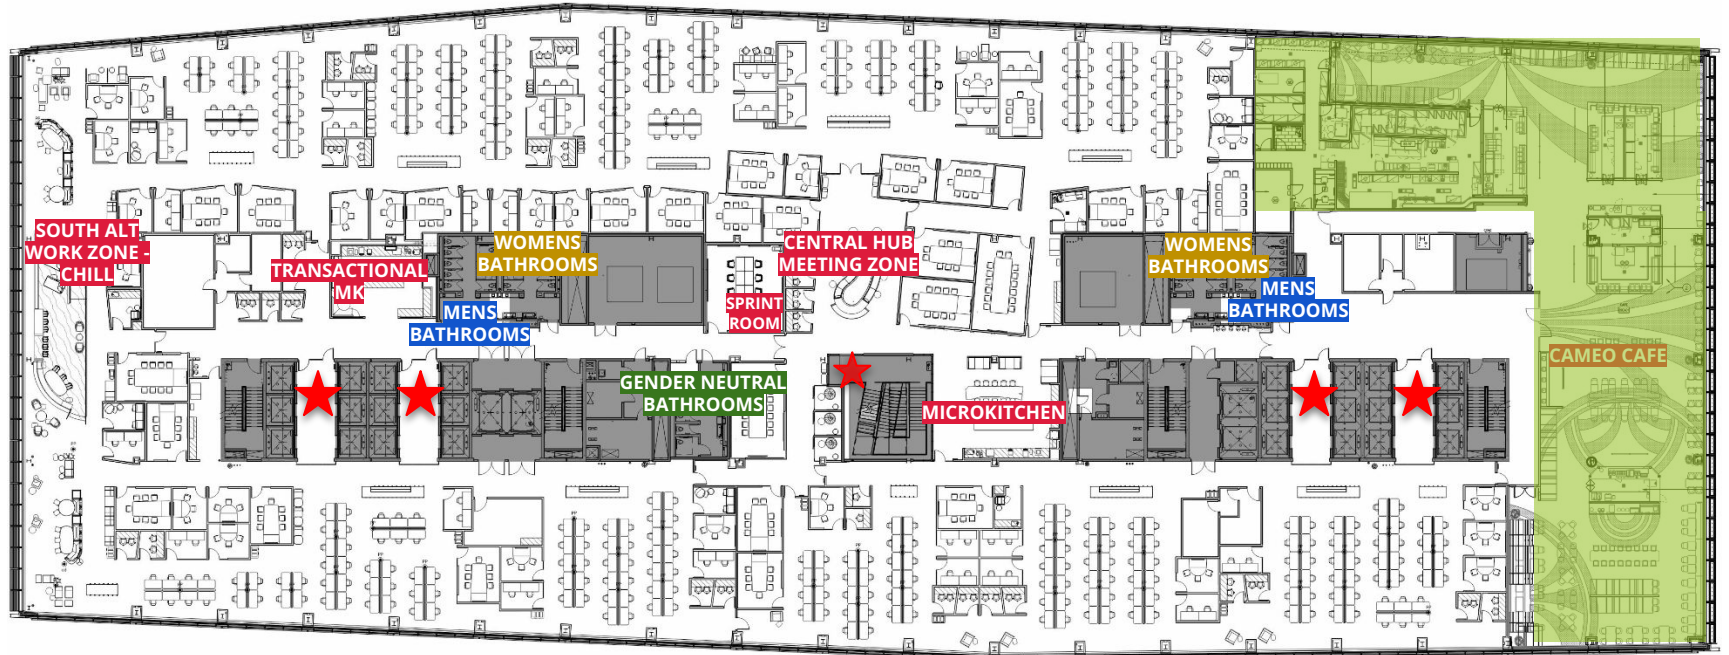 SOUTH ALT
WORK ZONE -
CHILL
TRANSACTIONAL
MK
WOMENS
BATHROOMS
MENS
BATHROOMS
SPRINT
ROOM
CENTRAL HUB
MEETING ZONE
WOMENS
BATHROOMS
MENS
BATHROOMS
GENDER NEUTRAL
BATHROOMS
MICROKITCHEN
CAMEO CAFE